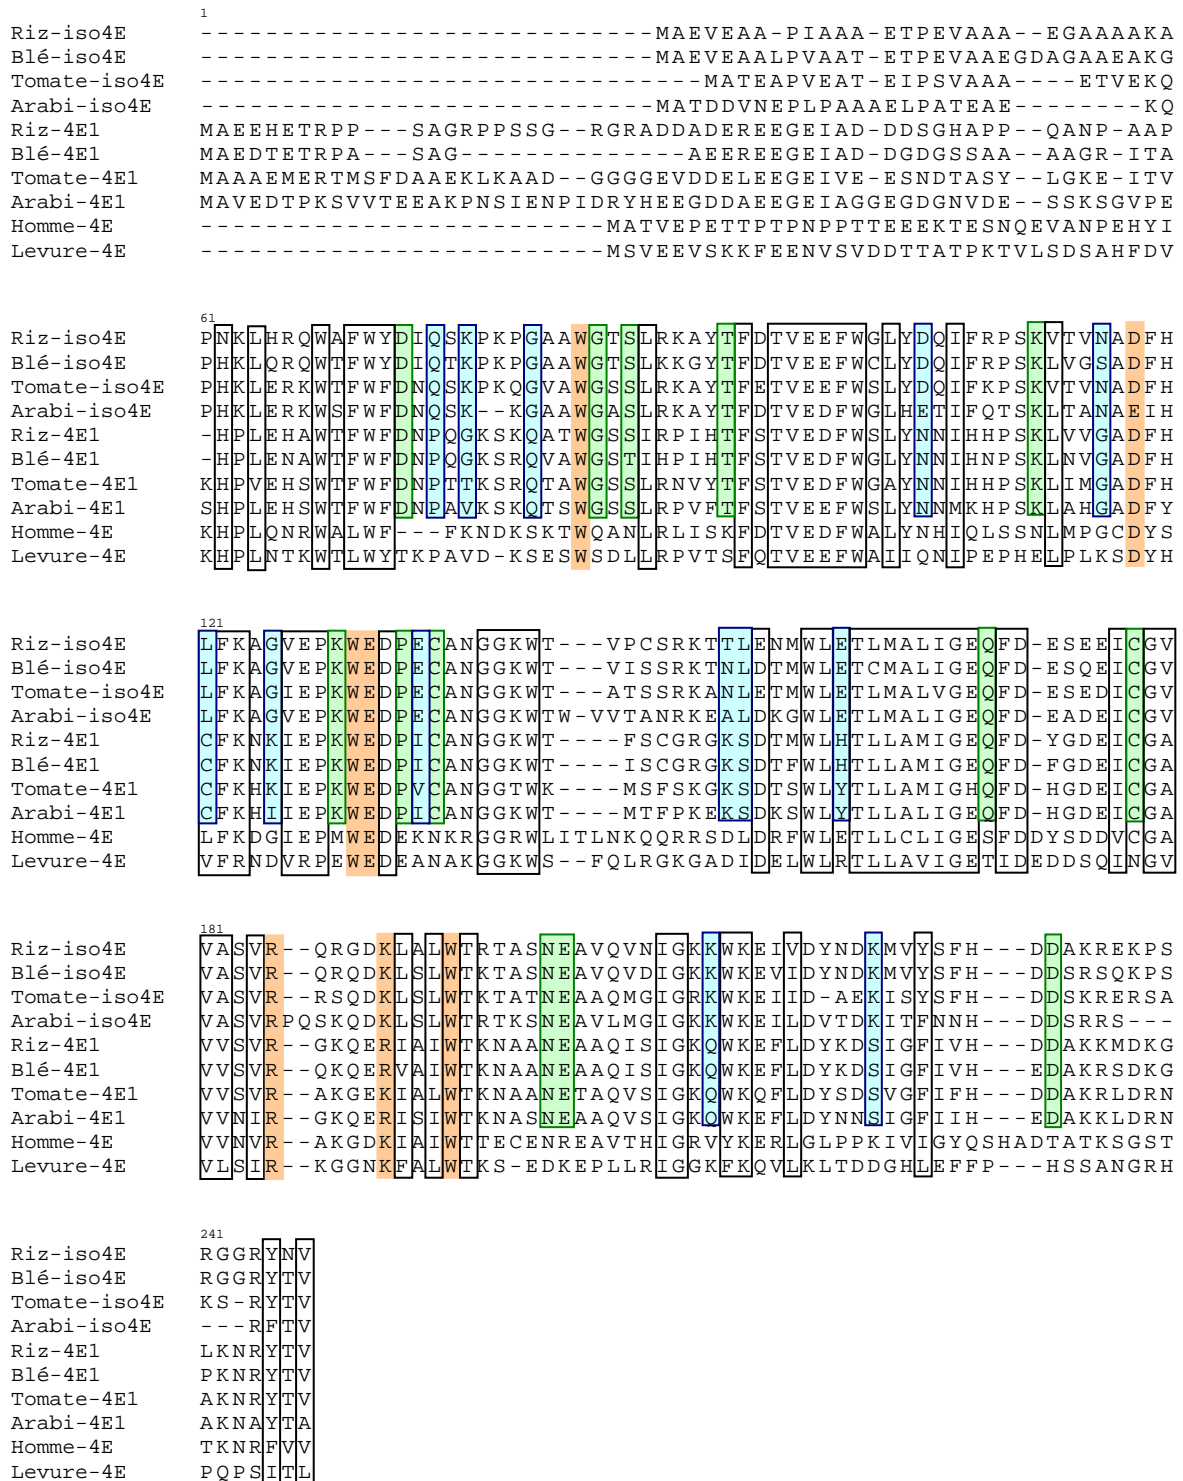 1
Riz-iso4E -----------------------------MAEVEAA-PIAAA-ETPEVAAA--EGAAAAKA
Blé-iso4E -----------------------------MAEVEAALPVAAT-ETPEVAAEGDAGAAEAKG
Tomate-iso4E --------------------------------MATEAPVEAT-EIPSVAAA----ETVEKQ
Arabi-iso4E -----------------------------MATDDVNEPLPAAAELPATEAE--------KQ
Riz-4E1 MAEEHETRPP---SAGRPPSSG--RGRADDADEREEGEIAD-DDSGHAPP--QANP-AAP
Blé-4E1 MAEDTETRPA---SAG---------------AEEREEGEIAD-DGDGSSAA--AAGR-ITA
Tomate-4E1 MAAAEMERTMSFDAAEKLKAAD--GGGGEVDDELEEGEIVE-ESNDTASY--LGKE-ITV
Arabi-4E1 MAVEDTPKSVVTEEAKPNSIENPIDRYHEEGDDAEEGEIAGGEGDGNVDE--SSKSGVPE
Homme-4E --------------------------MATVEPETTPTPNPPTTEEEKTESNQEVANPEHYI
Levure-4E --------------------------MSVEEVSKKFEENVSVDDTTATPKTVLSDSAHFDV
61
Riz-iso4E PNKLHRQWAFWYDIQSKPKPGAAWGTSLRKAYTFDTVEEFWGLYDQIFRPSKVTVNADFH
Blé-iso4E PHKLQRQWTFWYDIQTKPKPGAAWGTSLKKGYTFDTVEEFWCLYDQIFRPSKLVGSADFH
Tomate-iso4E PHKLERKWTFWFDNQSKPKQGVAWGSSLRKAYTFETVEEFWSLYDQIFKPSKVTVNADFH
Arabi-iso4E PHKLERKWSFWFDNQSK--KGAAWGASLRKAYTFDTVEDFWGLHETIFQTSKLTANAEIH
Riz-4E1 -HPLEHAWTFWFDNPQGKSKQATWGSSIRPIHTFSTVEDFWSLYNNIHHPSKLVVGADFH
Blé-4E1 -HPLENAWTFWFDNPQGKSRQVAWGSTIHPIHTFSTVEDFWGLYNNIHNPSKLNVGADFH
Tomate-4E1 KHPVEHSWTFWFDNPTTKSRQTAWGSSLRNVYTFSTVEDFWGAYNNIHHPSKLIMGADFH
Arabi-4E1 SHPLEHSWTFWFDNPAVKSKQTSWGSSLRPVFTFSTVEEFWSLYNNMKHPSKLAHGADFY
Homme-4E KHPLQNRWALWF---FKNDKSKTWQANLRLISKFDTVEDFWALYNHIQLSSNLMPGCDYS
Levure-4E KHPLNTKWTLWYTKPAVD-KSESWSDLLRPVTSFQTVEEFWAIIQNIPEPHELPLKSDYH
121
Riz-iso4E LFKAGVEPKWEDPECANGGKWT---VPCSRKTTLENMWLETLMALIGEQFD-ESEEICGV
Blé-iso4E LFKAGIEPKWEDPECANGGKWT---VISSRKTNLDTMWLETCMALIGEQFD-ESQEICGV
Tomate-iso4E LFKAGIEPKWEDPECANGGKWT---ATSSRKANLETMWLETLMALVGEQFD-ESEDICGV
Arabi-iso4E LFKAGVEPKWEDPECANGGKWTW-VVTANRKEALDKGWLETLMALIGEQFD-EADEICGV
Riz-4E1 CFKNKIEPKWEDPICANGGKWT----FSCGRGKSDTMWLHTLLAMIGEQFD-YGDEICGA
Blé-4E1 CFKNKIEPKWEDPICANGGKWT----ISCGRGKSDTFWLHTLLAMIGEQFD-FGDEICGA
Tomate-4E1 CFKHKIEPKWEDPVCANGGTWK----MSFSKGKSDTSWLYTLLAMIGHQFD-HGDEICGA
Arabi-4E1 CFKHIIEPKWEDPICANGGKWT----MTFPKEKSDKSWLYTLLALIGEQFD-HGDEICGA
Homme-4E LFKDGIEPMWEDEKNKRGGRWLITLNKQQRRSDLDRFWLETLLCLIGESFDDYSDDVCGA
Levure-4E VFRNDVRPEWEDEANAKGGKWS--FQLRGKGADIDELWLRTLLAVIGETIDEDDSQINGV
181
Riz-iso4E VASVR--QRGDKLALWTRTASNEAVQVNIGKKWKEIVDYNDKMVYSFH---DDAKREKPS
Blé-iso4E VASVR--QRQDKLSLWTKTASNEAVQVDIGKKWKEVIDYNDKMVYSFH---DDSRSQKPS
Tomate-iso4E VASVR--RSQDKLSLWTKTATNEAAQMGIGRKWKEIID-AEKISYSFH---DDSKRERSA
Arabi-iso4E VASVRPQSKQDKLSLWTRTKSNEAVLMGIGKKWKEILDVTDKITFNNH---DDSRRS---
Riz-4E1 VVSVR--GKQERIAIWTKNAANEAAQISIGKQWKEFLDYKDSIGFIVH---DDAKKMDKG
Blé-4E1 VVSVR--QKQERVAIWTKNAANEAAQISIGKQWKEFLDYKDSIGFIVH---EDAKRSDKG
Tomate-4E1 VVSVR--AKGEKIALWTKNAANETAQVSIGKQWKQFLDYSDSVGFIFH---DDAKRLDRN
Arabi-4E1 VVNIR--GKQERISIWTKNASNEAAQVSIGKQWKEFLDYNNSIGFIIH---EDAKKLDRN
Homme-4E VVNVR--AKGDKIAIWTTECENREAVTHIGRVYKERLGLPPKIVIGYQSHADTATKSGST
Levure-4E VLSIR--KGGNKFALWTKS-EDKEPLLRIGGKFKQVLKLTDDGHLEFFP---HSSANGRH
241
Riz-iso4E RGGRYNV
Blé-iso4E RGGRYTV
Tomate-iso4E KS-RYTV
Arabi-iso4E ---RFTV
Riz-4E1 LKNRYTV
Blé-4E1 PKNRYTV
Tomate-4E1 AKNRYTV
Arabi-4E1 AKNAYTA
Homme-4E TKNRFVV
Levure-4E PQPSITL